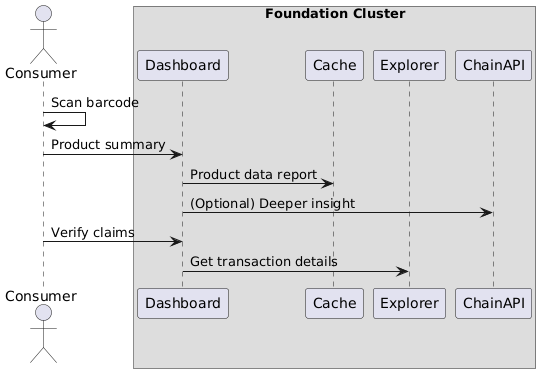 Foundation Cluster
Consumer
Dashboard
Cache
Explorer
ChainAPI
Scan barcode
Product summary
Product data report
(Optional) Deeper insight
Verify claims
Get transaction details
Consumer
Dashboard
Cache
Explorer
ChainAPI